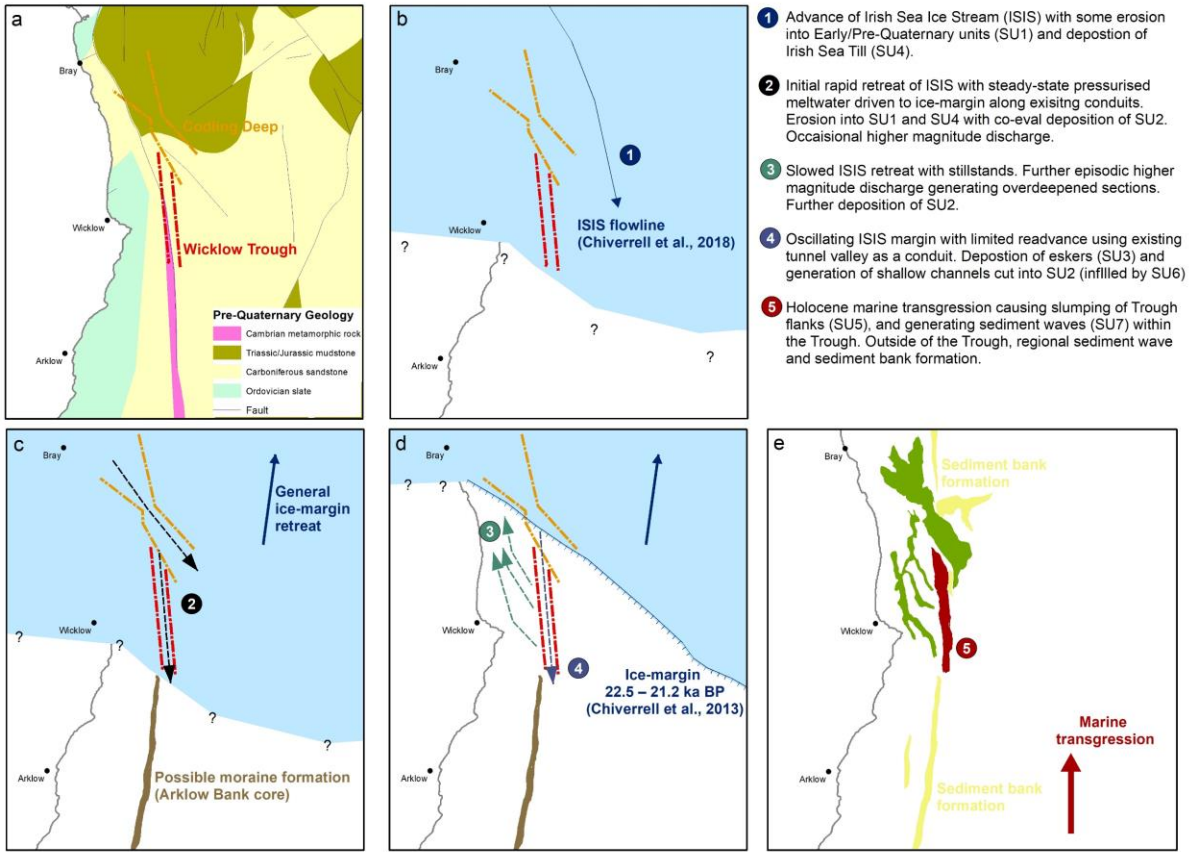 a
Bray
Codling Deep
Wicklow
Wicklow Trough
Arklow
Pre-Quaternary Geology
Cambrian metamorphic rock
Triassic/Jurassic mudstone
Carboniferous sandstone
Ordovician slate
Fault
b
Bray
1
ISIS flowline
(Chiverrell et al., 2018)
Wicklow
?
?
?
?
Arklow
1 Advance of Irish Sea Ice Stream (ISIS) with some erosion
into Early/Pre-Quaternary units (SU1) and depostion of
Irish Sea Till (SU4).
2 Initial rapid retreat of ISIS with steady-state pressurised
meltwater driven to ice-margin along exisiting conduits.
Erosion into SU1 and SU4 with co-eval deposition of SU2.
Occaisional higher magnitude discharge.
3 Slowed ISIS retreat with stillstands. Further episodic higher
magnitude discharge generating overdeepened sections.
Further deposition of SU2.
4 Oscillating ISIS margin with limited readvance using existing
tunnel valley as a conduit. Depostion of eskers (SU3) and
generation of shallow channels cut into SU2 (inflled by SU6)
5 Holocene marine transgression causing slumping of Trough
flanks (SU5), and generating sediment waves (SU7) within
the Trough. Outside of the Trough, regional sediment wave
and sediment bank formation.
c
Bray
General
ice-margin
retreat
2
Wicklow
?
?
?
?
Possible moraine formation
(Arklow Bank core)
Arklow
d
Bray
?
?
3
Wicklow
4
Ice-margin
22.5 – 21.2 ka BP
(Chiverrell et al., 2013)
Arklow
e
Bray
Sediment bank
formation
Wicklow
5
Marine
transgression
Arklow
Sediment bank
formation